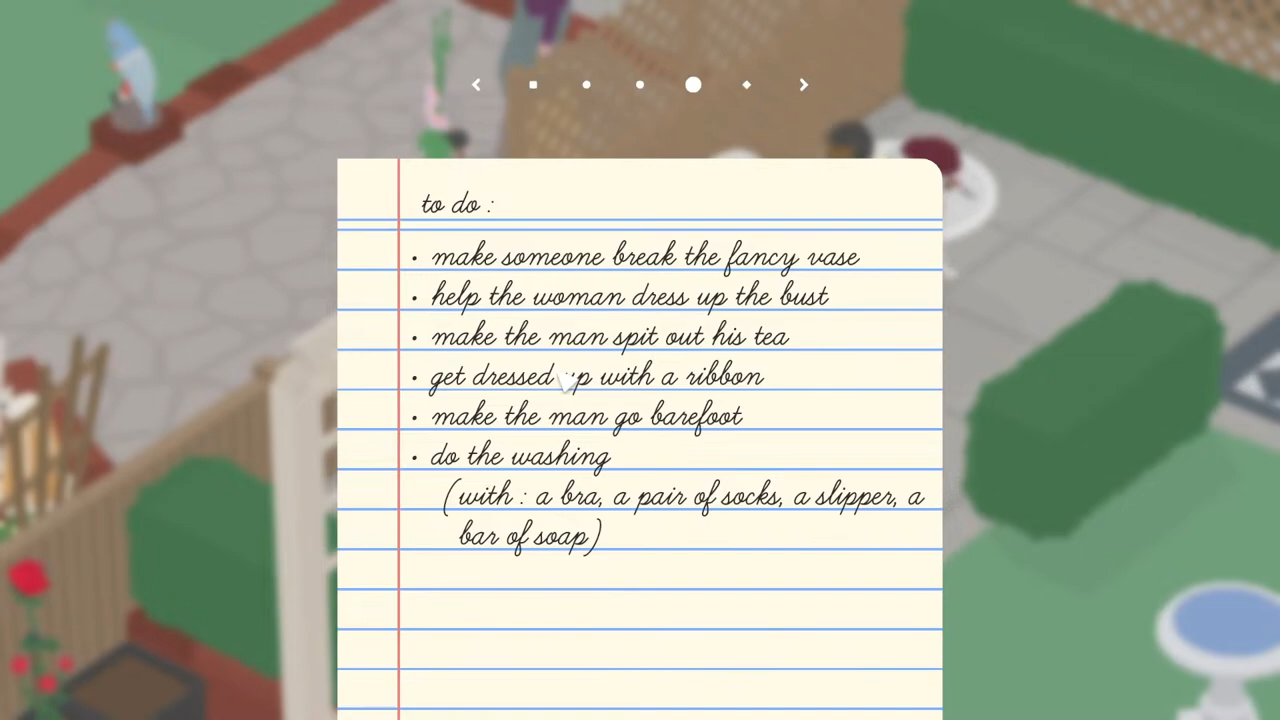 to do :
• make someone break the fancy vase
• help the woman dress up the bust
• make the man spit out his tea
• get dressed up with a ribbon
• make the man go barefoot
• do the washing
(with : a bra, a pair of socks, a slipper, a
bar of soap)